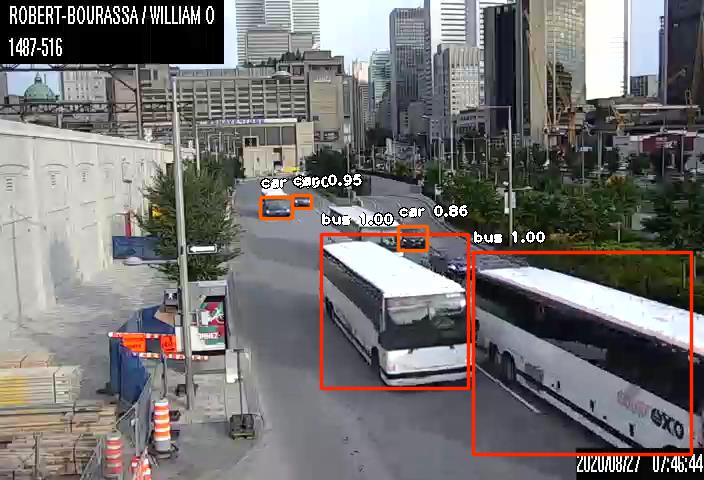 ROBERT-BOURASSA / WILLIAM O
1487-516
car 0.95
bus 1.00
car 0.86
bus 1.00
exo
2020/08/27 07:46:44